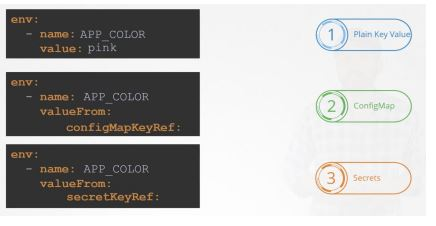 env:
  - name: APP_COLOR
    value: pink
1 Plain Key Value
env:
  - name: APP_COLOR
    valueFrom:
        configMapKeyRef:
2 ConfigMap
env:
  - name: APP_COLOR
    valueFrom:
        secretKeyRef:
3 Secrets